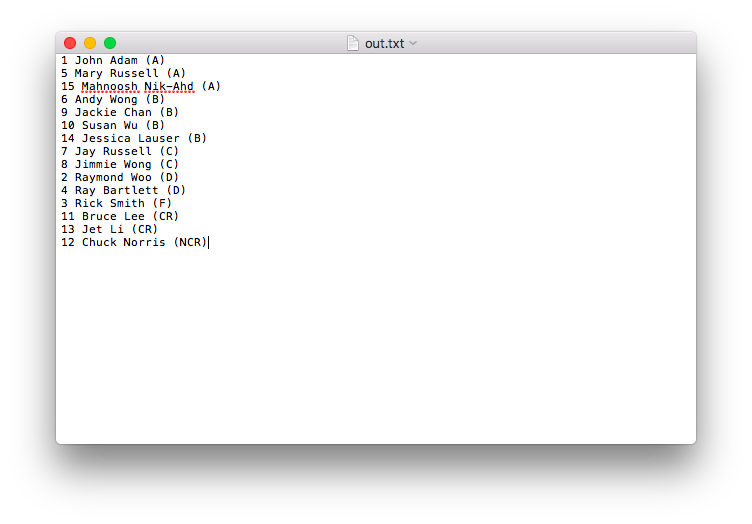 out.txt
1 John Adam (A)
5 Mary Russell (A)
15 Mahnoosh Nik-Ahd (A)
6 Andy Wong (B)
9 Jackie Chan (B)
10 Susan Wu (B)
14 Jessica Lauser (B)
7 Jay Russell (C)
8 Jimmie Wong (C)
2 Raymond Woo (D)
4 Ray Bartlett (D)
3 Rick Smith (F)
11 Bruce Lee (CR)
13 Jet Li (CR)
12 Chuck Norris (NCR)